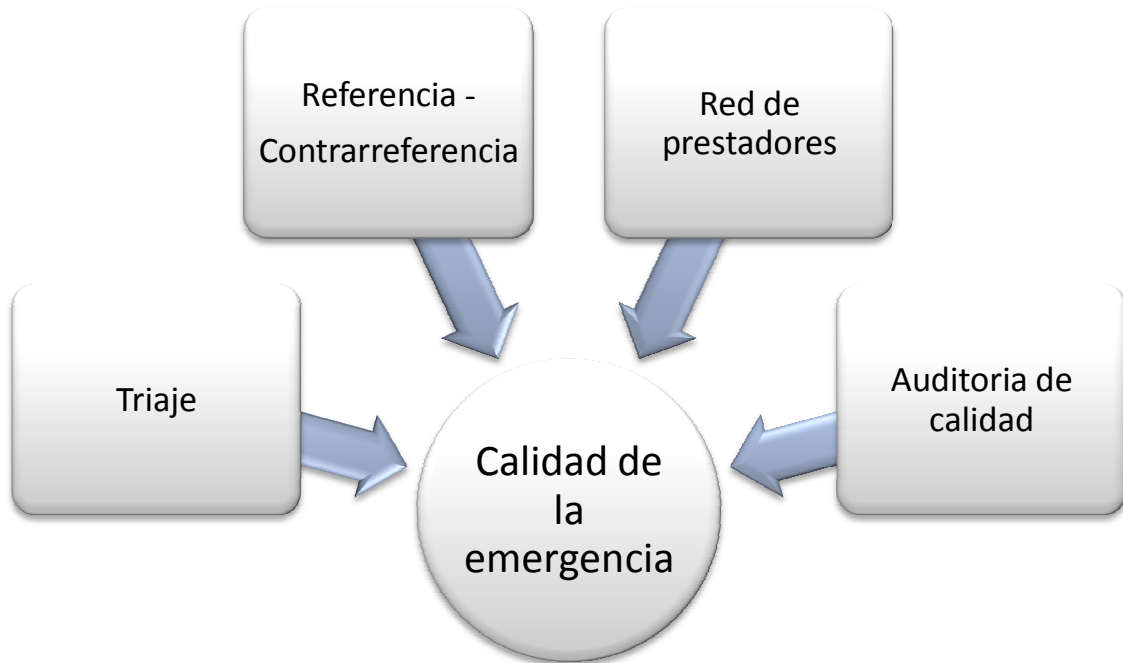 Referencia -
Contrarreferencia
Red de
prestadores
Triaje
Auditoria de
calidad
Calidad de
la
emergencia